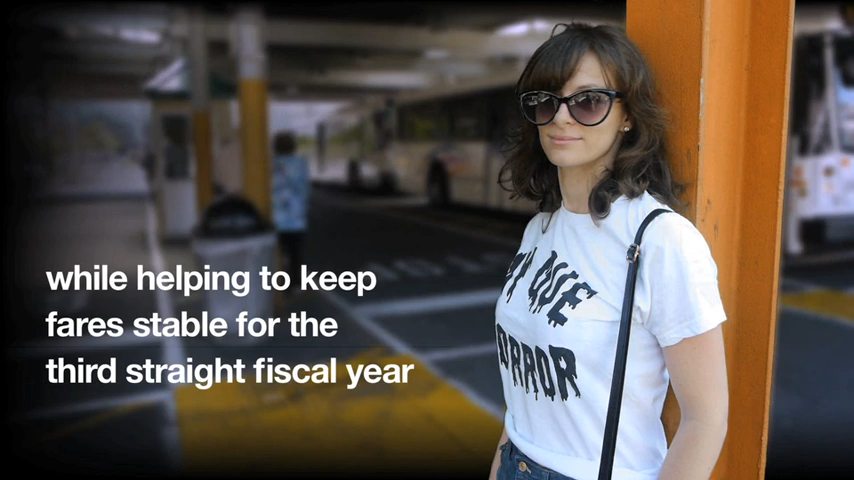 while helping to keep
fares stable for the
third straight fiscal year